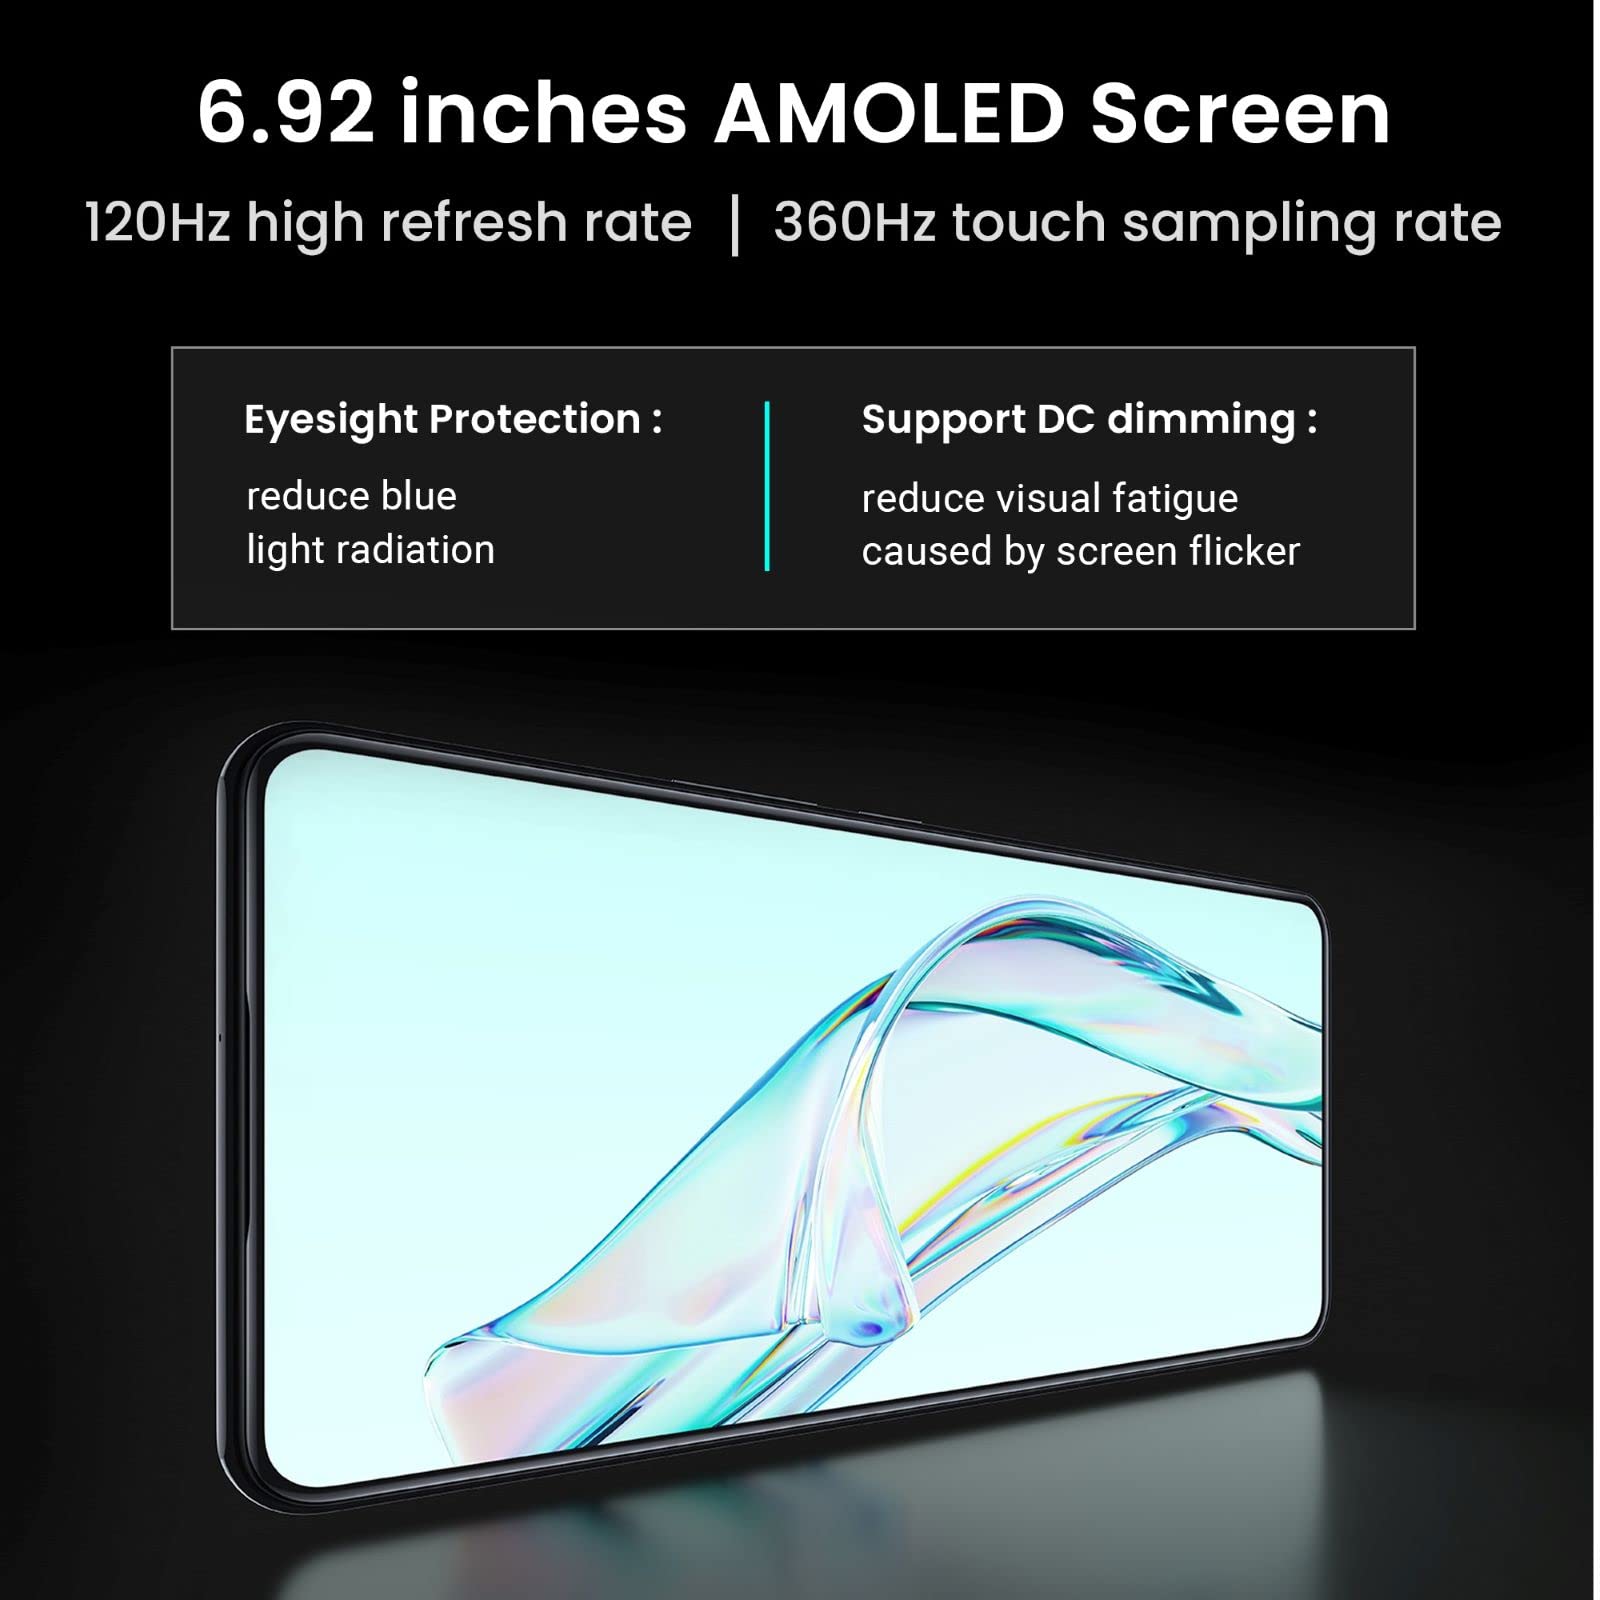 6.92 inches AMOLED Screen
120Hz high refresh rate | 360Hz touch sampling rate
Eyesight Protection :
reduce blue
light radiation
Support DC dimming :
reduce visual fatigue
caused by screen flicker